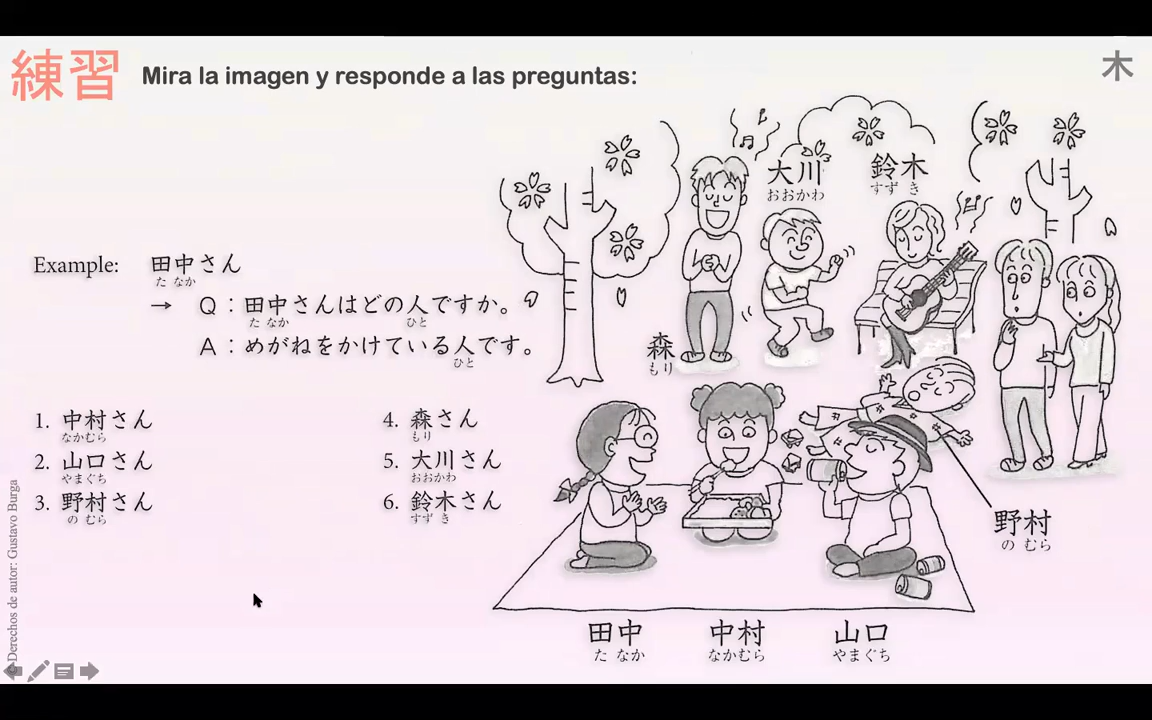 練習 Mira la imagen y responde a las preguntas:
木
Example: 田中さん
た なか
→ Q：田中さんはどの人ですか。
た なか ひと
A：めがねをかけている人です。
ひと
1. 中村さん
なかむら
2. 山口さん
やまぐち
3. 野村さん
の むら
4. 森さん
もり
5. 大川さん
おおかわ
6. 鈴木さん
すず き
大川
おおかわ
鈴木
すず き
森
もり
野村
の むら
田中
た なか
中村
なかむら
山口
やまぐち
Derechos de autor: Gustavo Burga